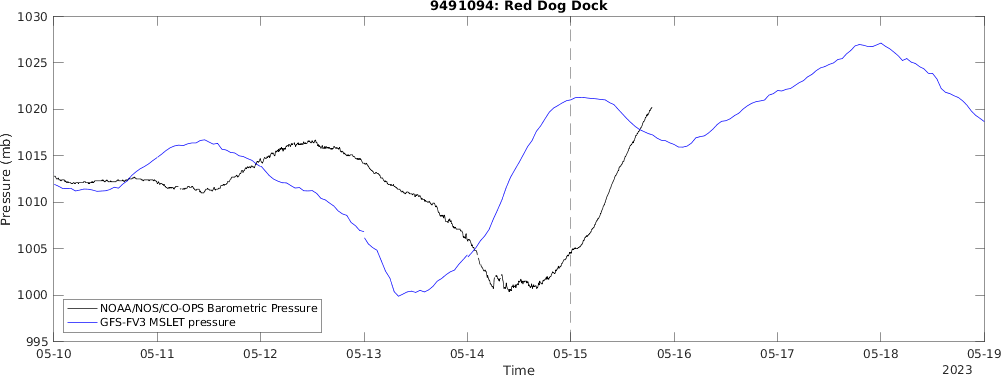 9491094: Red Dog Dock
1030
1025
1020
1015
1010
1005
1000
995
Pressure (mb)
NOAA/NOS/CO-OPS Barometric Pressure
GFS-FV3 MSLET pressure
05-10 05-11 05-12 05-13 05-14 05-15 05-16 05-17 05-18 05-19
Time
2023